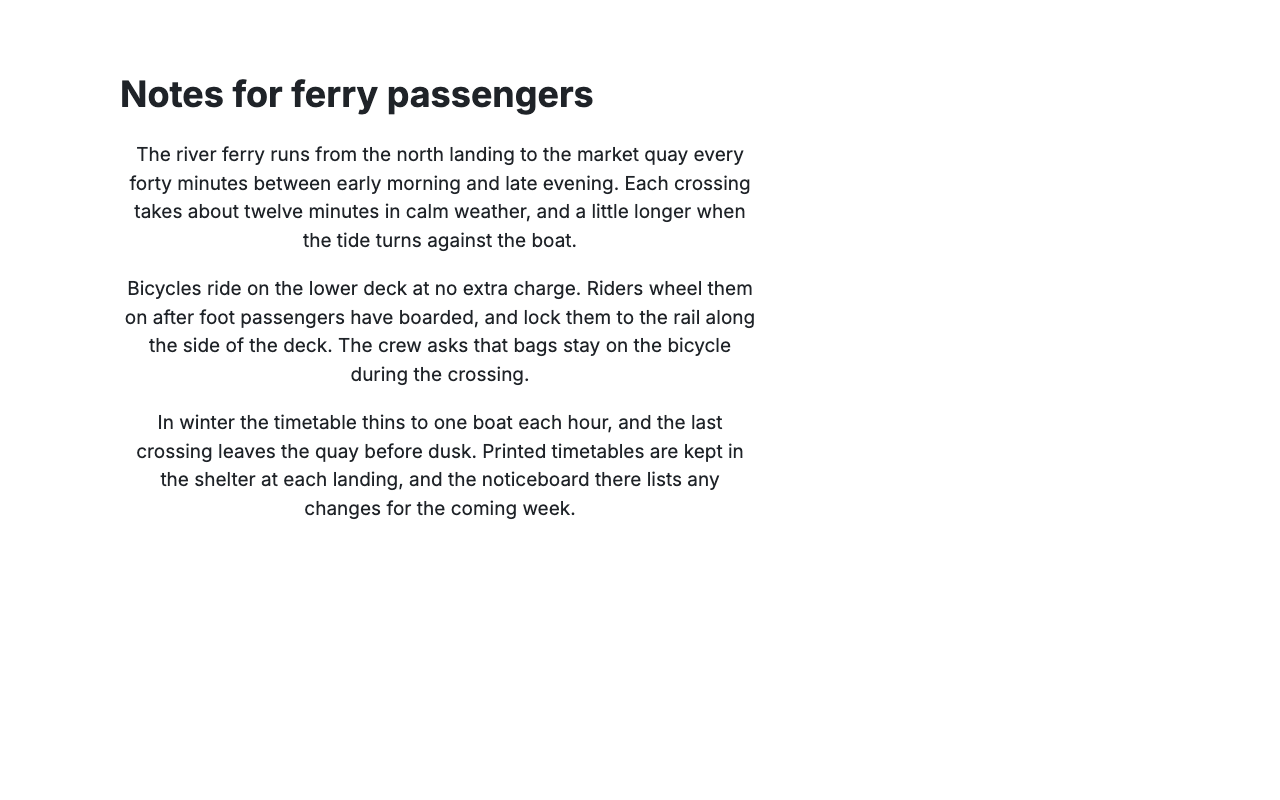 Notes for ferry passengers
The river ferry runs from the north landing to the market quay every
forty minutes between early morning and late evening. Each crossing
takes about twelve minutes in calm weather, and a little longer when
the tide turns against the boat.
Bicycles ride on the lower deck at no extra charge. Riders wheel them
on after foot passengers have boarded, and lock them to the rail along
the side of the deck. The crew asks that bags stay on the bicycle
during the crossing.
In winter the timetable thins to one boat each hour, and the last
crossing leaves the quay before dusk. Printed timetables are kept in
the shelter at each landing, and the noticeboard there lists any
changes for the coming week.